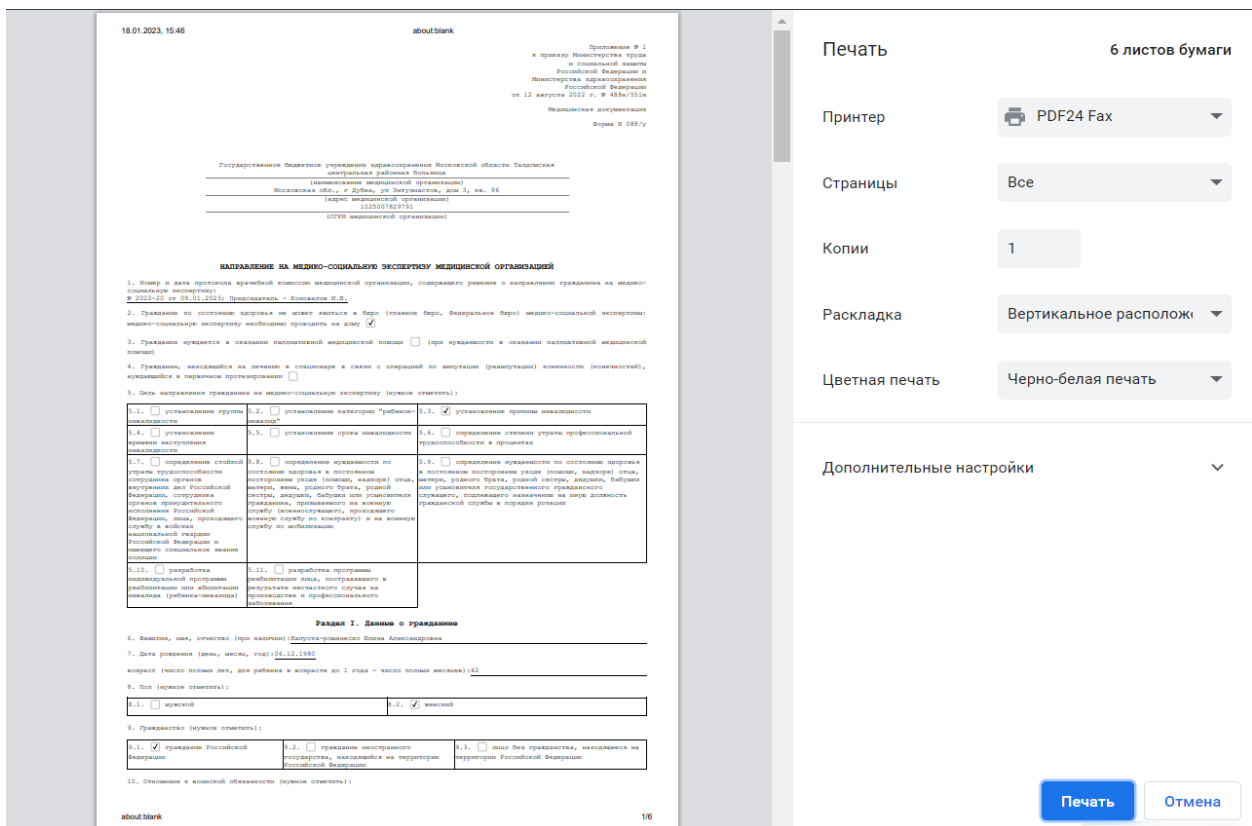 18.01.2023, 15:46
about:blank
Приложение № 1
к приказу Министерства труда
и социальной защиты
Российской Федерации и
Министерства здравоохранения
Российской Федерации
от 12 августа 2022 г. № 488н/551н
Медицинская документация
Форма N 088/у
Государственное бюджетное учреждение здравоохранения Московской области Талдомская
центральная районная больница
(наименование медицинской организации)
Московская обл., г Дубна, ул Энтузиастов, дом 3, кв. 96
(адрес медицинской организации)
1025007829791
(ОГРН медицинской организации)
НАПРАВЛЕНИЕ НА МЕДИКО-СОЦИАЛЬНУЮ ЭКСПЕРТИЗУ МЕДИЦИНСКОЙ ОРГАНИЗАЦИЕЙ
1. Номер и дата протокола врачебной комиссии медицинской организации, содержащего решение о направлении гражданина на медико-
социальную экспертизу:
№ 2022-20 от 09.01.2023; Председатель - Коновалов Н.В.
2. Гражданин по состоянию здоровья не может явиться в бюро (главное бюро, Федеральное бюро) медико-социальной экспертизы:
медико-социальную экспертизу необходимо проводить на дому
3. Гражданин нуждается в оказании паллиативной медицинской помощи (при нуждаемости в оказании паллиативной медицинской
помощи)
4. Гражданин, находящийся на лечении в стационаре в связи с операцией по ампутации (реампутации) конечности (конечностей),
нуждающийся в первичном протезировании
5. Цель направления гражданина на медико-социальную экспертизу (нужное отметить):
5.1. установление группы
инвалидности
5.2. установление категории "ребенок-
инвалид"
5.3. установление причины инвалидности
5.4. установление
времени наступления
инвалидности
5.5. установление срока инвалидности
5.6. определение степени утраты профессиональной
трудоспособности в процентах
5.7. определение стойкой
утраты трудоспособности
сотрудника органов
внутренних дел Российской
Федерации, сотрудника
органов принудительного
исполнения Российской
Федерации, лица, проходящего
службу в войсках
национальной гвардии
Российской Федерации и
имеющего специальное звание
полиции
5.8. определение нуждаемости по
состоянию здоровья в постоянном
постороннем уходе (помощи, надзоре) отца,
матери, жены, родного брата, родной
сестры, дедушки, бабушки или усыновителя
гражданина, призываемого на военную
службу (военнослужащего, проходящего
военную службу по контракту) и на военную
службу по мобилизации
5.9. определение нуждаемости по состоянию здоровья
в постоянном постороннем уходе (помощи, надзоре) отца,
матери, родного брата, родной сестры, дедушки, бабушки
или усыновителя государственного гражданского
служащего, подлежащего назначению на иную должность
гражданской службы в порядке ротации
5.10. разработка
индивидуальной программы
реабилитации или абилитации
инвалида (ребенка-инвалида)
5.11. разработка программы
реабилитации лица, пострадавшего в
результате несчастного случая на
производстве и профессионального
заболевания
Раздел I. Данные о гражданине
6. Фамилия, имя, отчество (при наличии):Капуста-романеско Елина Александровна
7. Дата рождения (день, месяц, год):06.12.1980
возраст (число полных лет, для ребенка в возрасте до 1 года - число полных месяцев):42
8. Пол (нужное отметить):
8.1. мужской
8.2. женский
9. Гражданство (нужное отметить):
9.1. гражданин Российской
Федерации
9.2. гражданин иностранного
государства, находящийся на территории
Российской Федерации
9.3. лицо без гражданства, находящееся на
территории Российской Федерации
10. Отношение к воинской обязанности (нужное отметить):
about:blank
1/6
Печать
6 листов бумаги
Принтер
PDF24 Fax
Страницы
Все
Копии
1
Раскладка
Вертикальное расположе
Цветная печать
Черно-белая печать
Дополнительные настройки
Печать
Отмена